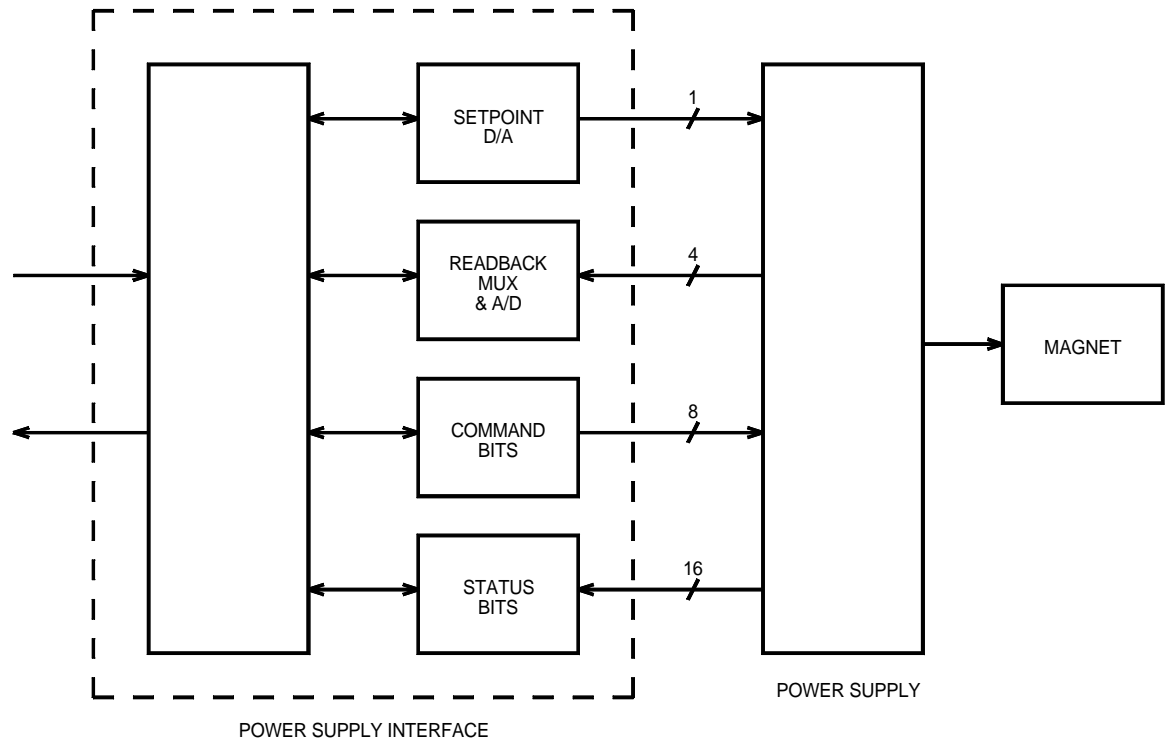 1
SETPOINT
D/A
4
READBACK
MUX
& A/D
MAGNET
8
COMMAND
BITS
16
STATUS
BITS
POWER SUPPLY
POWER SUPPLY INTERFACE